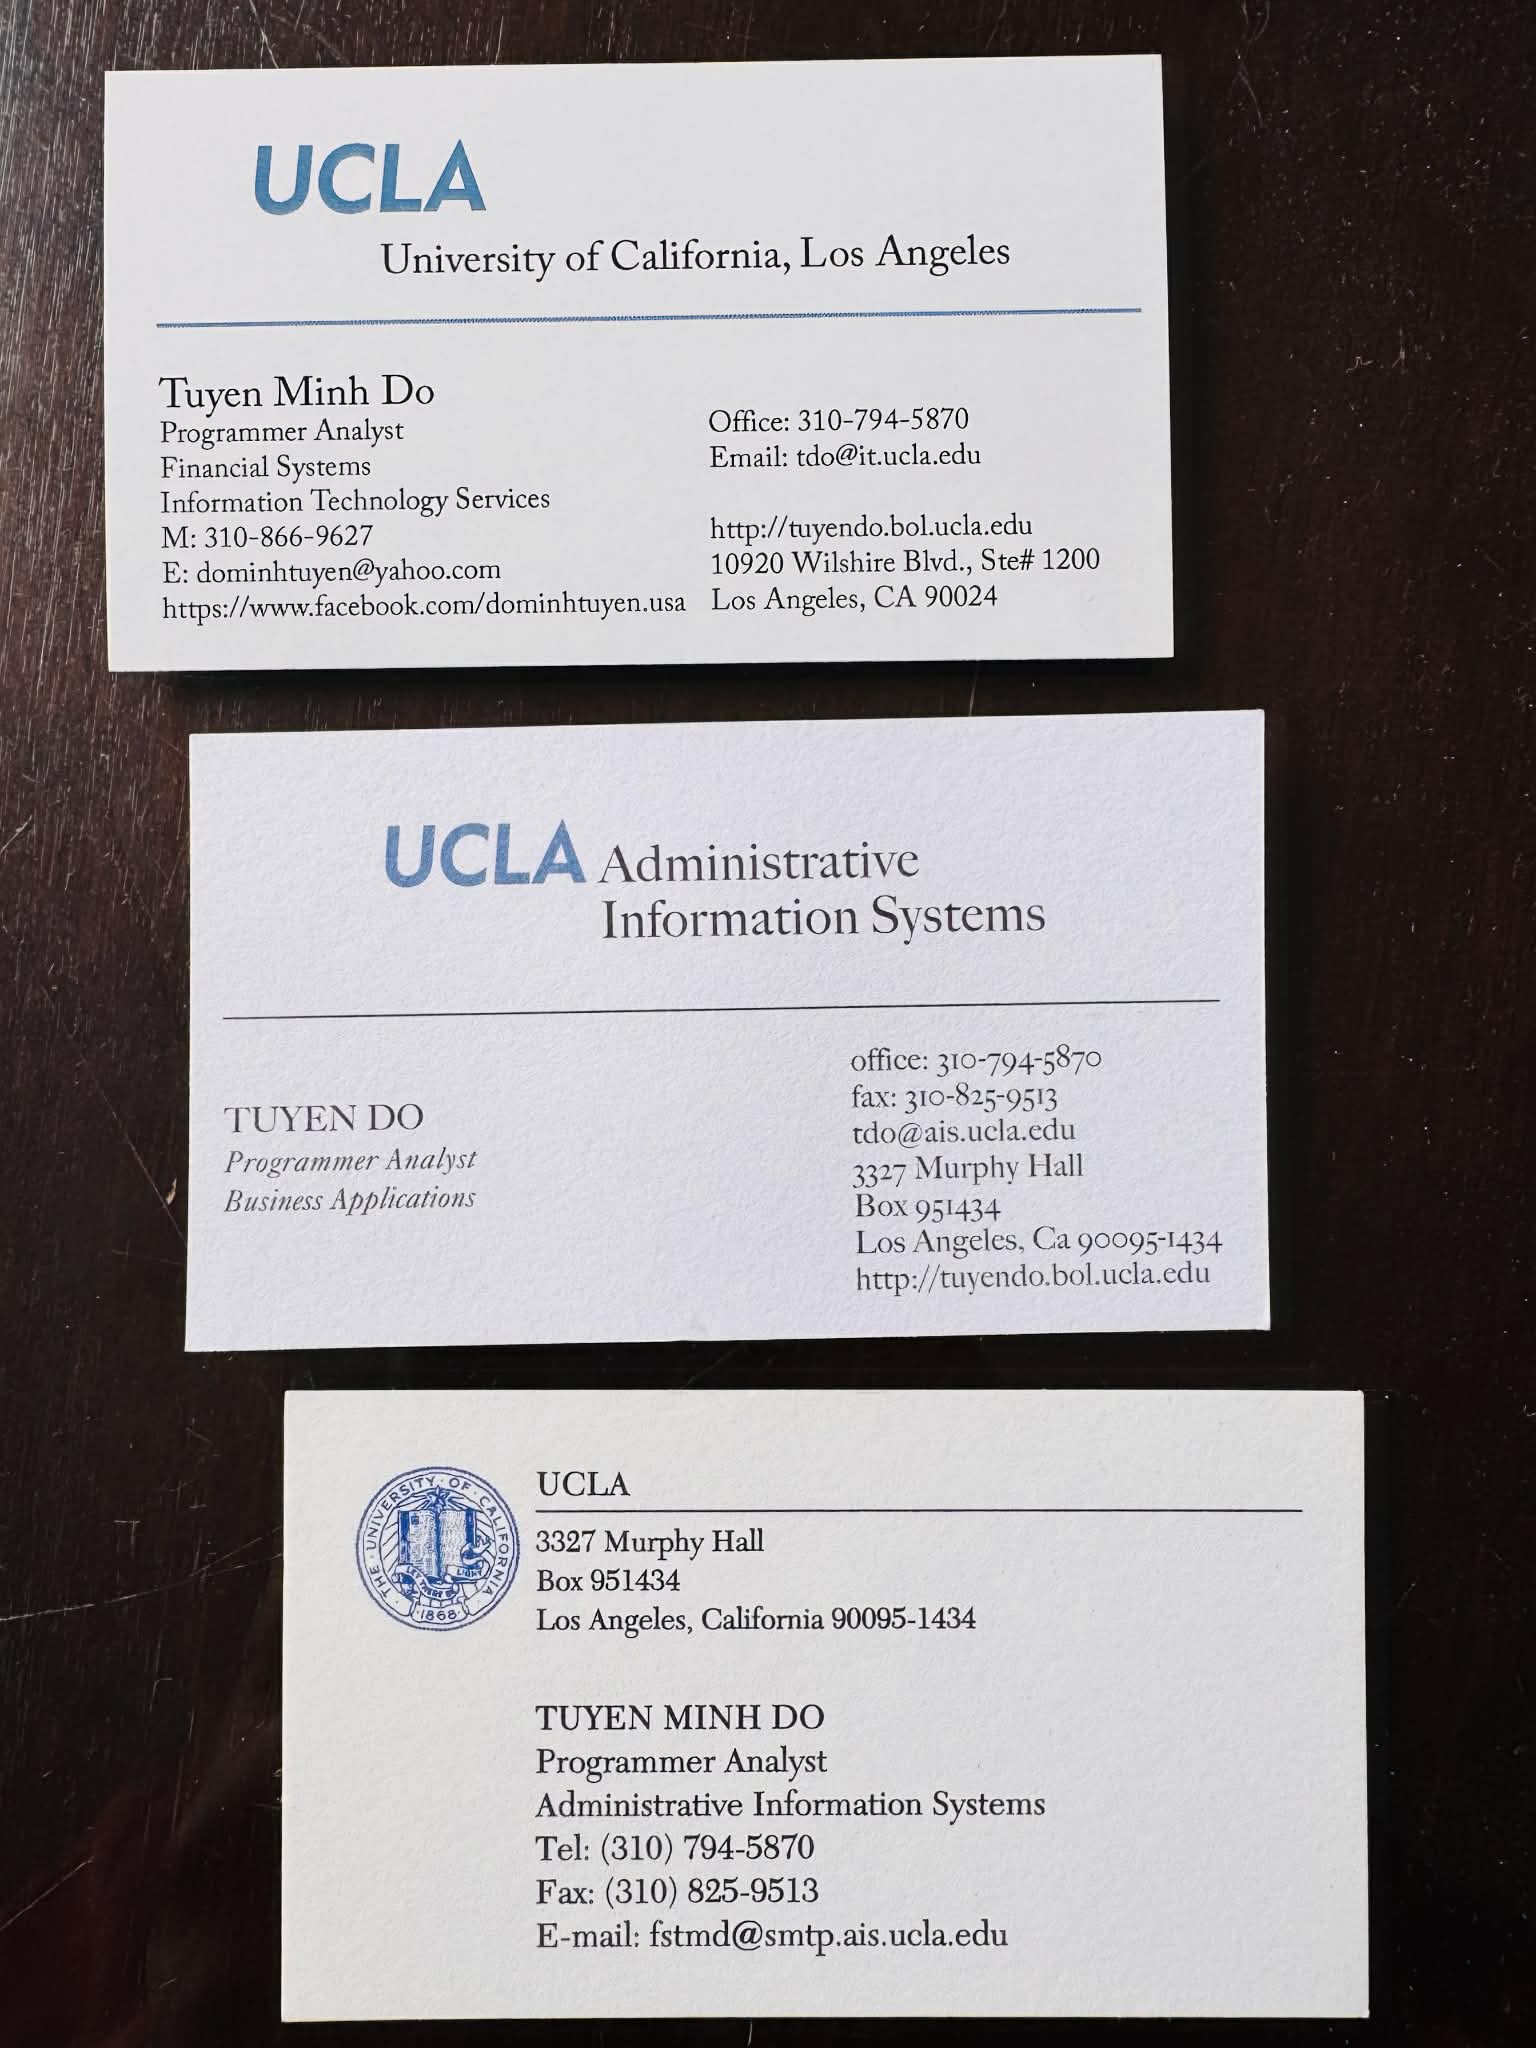 UCLA
University of California, Los Angeles
Tuyen Minh Do
Programmer Analyst
Financial Systems
Information Technology Services
M: 310-866-9627
E: dominhtuyen@yahoo.com
https://www.facebook.com/dominhtuyen.usa
Office: 310-794-5870
Email: tdo@it.ucla.edu
http://tuyendo.bol.ucla.edu
10920 Wilshire Blvd., Ste# 1200
Los Angeles, CA 90024
UCLA Administrative
Information Systems
TUYEN DO
Programmer Analyst
Business Applications
office: 310-794-5870
fax: 310-825-9513
tdo@ais.ucla.edu
3327 Murphy Hall
Box 951434
Los Angeles, Ca 90095-1434
http://tuyendo.bol.ucla.edu
THE · UNIVERSITY · OF · CALIFORNIA
LET THERE BE LIGHT
·1868·
UCLA
3327 Murphy Hall
Box 951434
Los Angeles, California 90095-1434
TUYEN MINH DO
Programmer Analyst
Administrative Information Systems
Tel: (310) 794-5870
Fax: (310) 825-9513
E-mail: fstmd@smtp.ais.ucla.edu